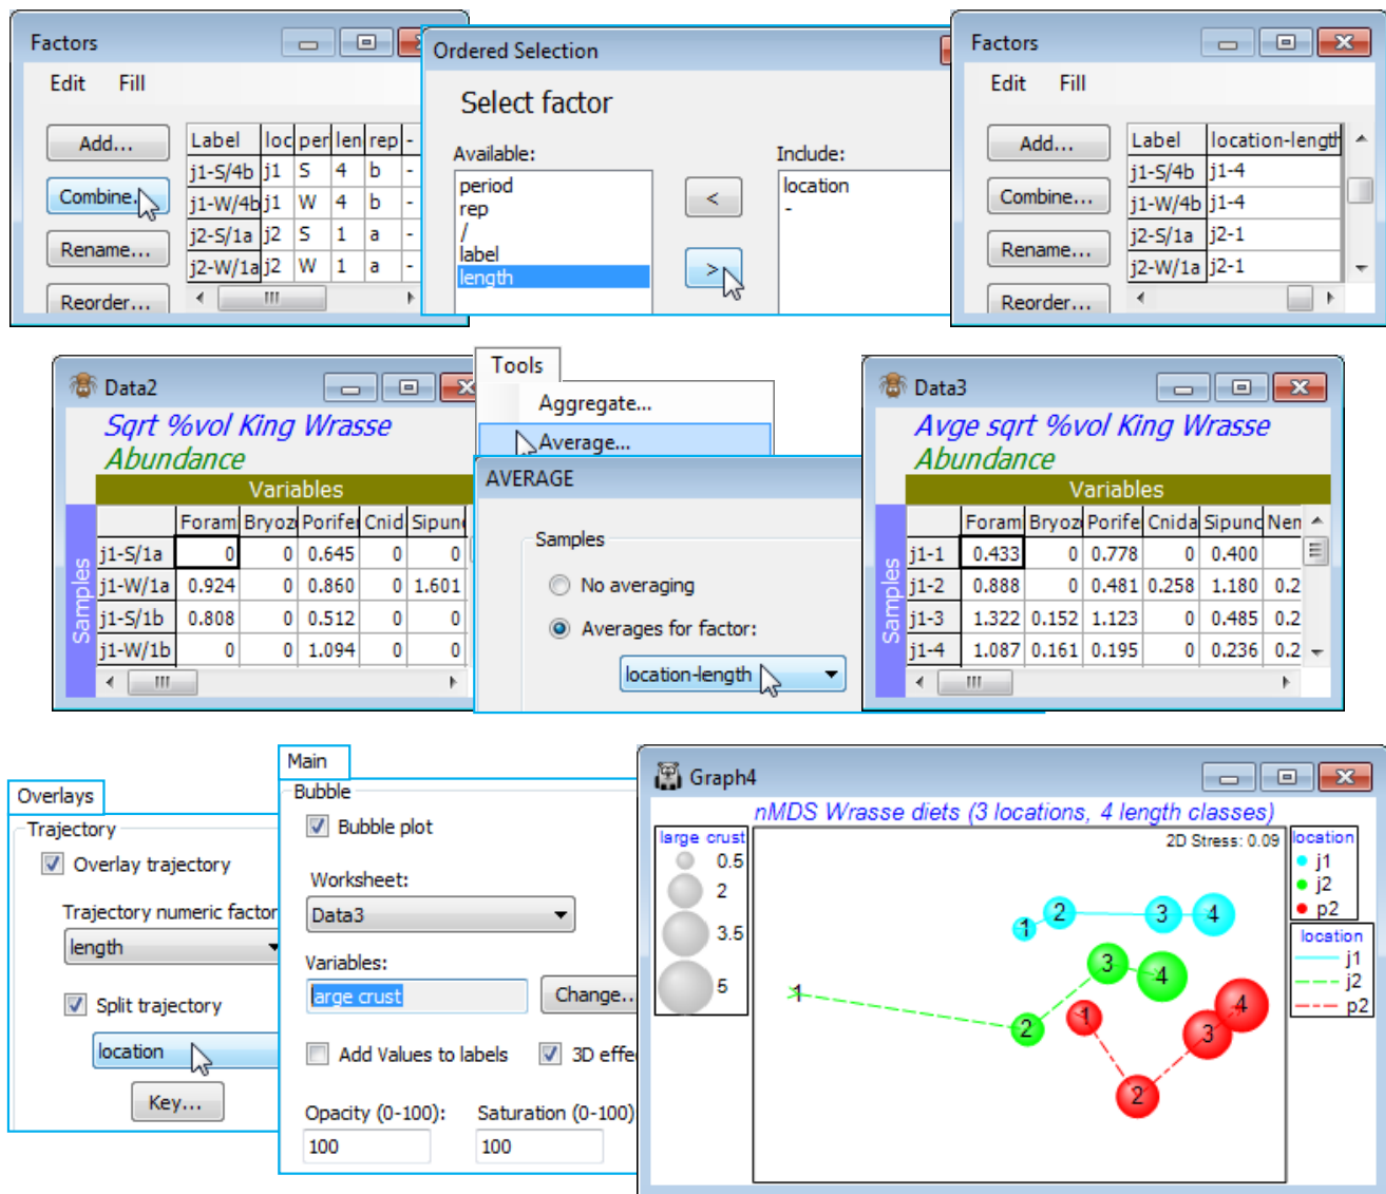 Factors
Edit Fill
Add...
Combine...
Rename...
Reorder...
Label loc per len rep -
j1-S/4b j1 S 4 b -
j1-W/4b j1 W 4 b -
j2-S/1a j2 S 1 a -
j2-W/1a j2 W 1 a -
Ordered Selection
Select factor
Available:
period
rep
/
label
length
<
>
Include:
location
-
Factors
Edit Fill
Add...
Combine...
Rename...
Reorder...
Label location-length
j1-S/4b j1-4
j1-W/4b j1-4
j2-S/1a j2-1
j2-W/1a j2-1
Data2
Sqrt %vol King Wrasse
Abundance
Variables
Samples
Foram Bryoz Porife Cnid Sipun
j1-S/1a 0 0 0.645 0 0
j1-W/1a 0.924 0 0.860 0 1.601
j1-S/1b 0.808 0 0.512 0 0
j1-W/1b 0 0 1.094 0 0
Tools
Aggregate...
Average...
AVERAGE
Samples
No averaging
Averages for factor:
location-length
Data3
Avge sqrt %vol King Wrasse
Abundance
Variables
Samples
Foram Bryoz Porife Cnida Sipunc Nem
j1-1 0.433 0 0.778 0 0.400
j1-2 0.888 0 0.481 0.258 1.180 0.2
j1-3 1.322 0.152 1.123 0 0.485 0.2
j1-4 1.087 0.161 0.195 0 0.236 0.2
Overlays
Trajectory
Overlay trajectory
Trajectory numeric factor
length
Split trajectory
location
Key...
Main
Bubble
Bubble plot
Worksheet:
Data3
Variables:
large crust
Change..
Add Values to labels
3D effe
Opacity (0-100):
100
Saturation (0-100)
100
Graph4
nMDS Wrasse diets (3 locations, 4 length classes)
large crust
0.5
2
3.5
5
2D Stress: 0.09
1
2
3
4
1
2
3
4
1
2
3
4
location
j1
j2
p2
location
j1
j2
p2